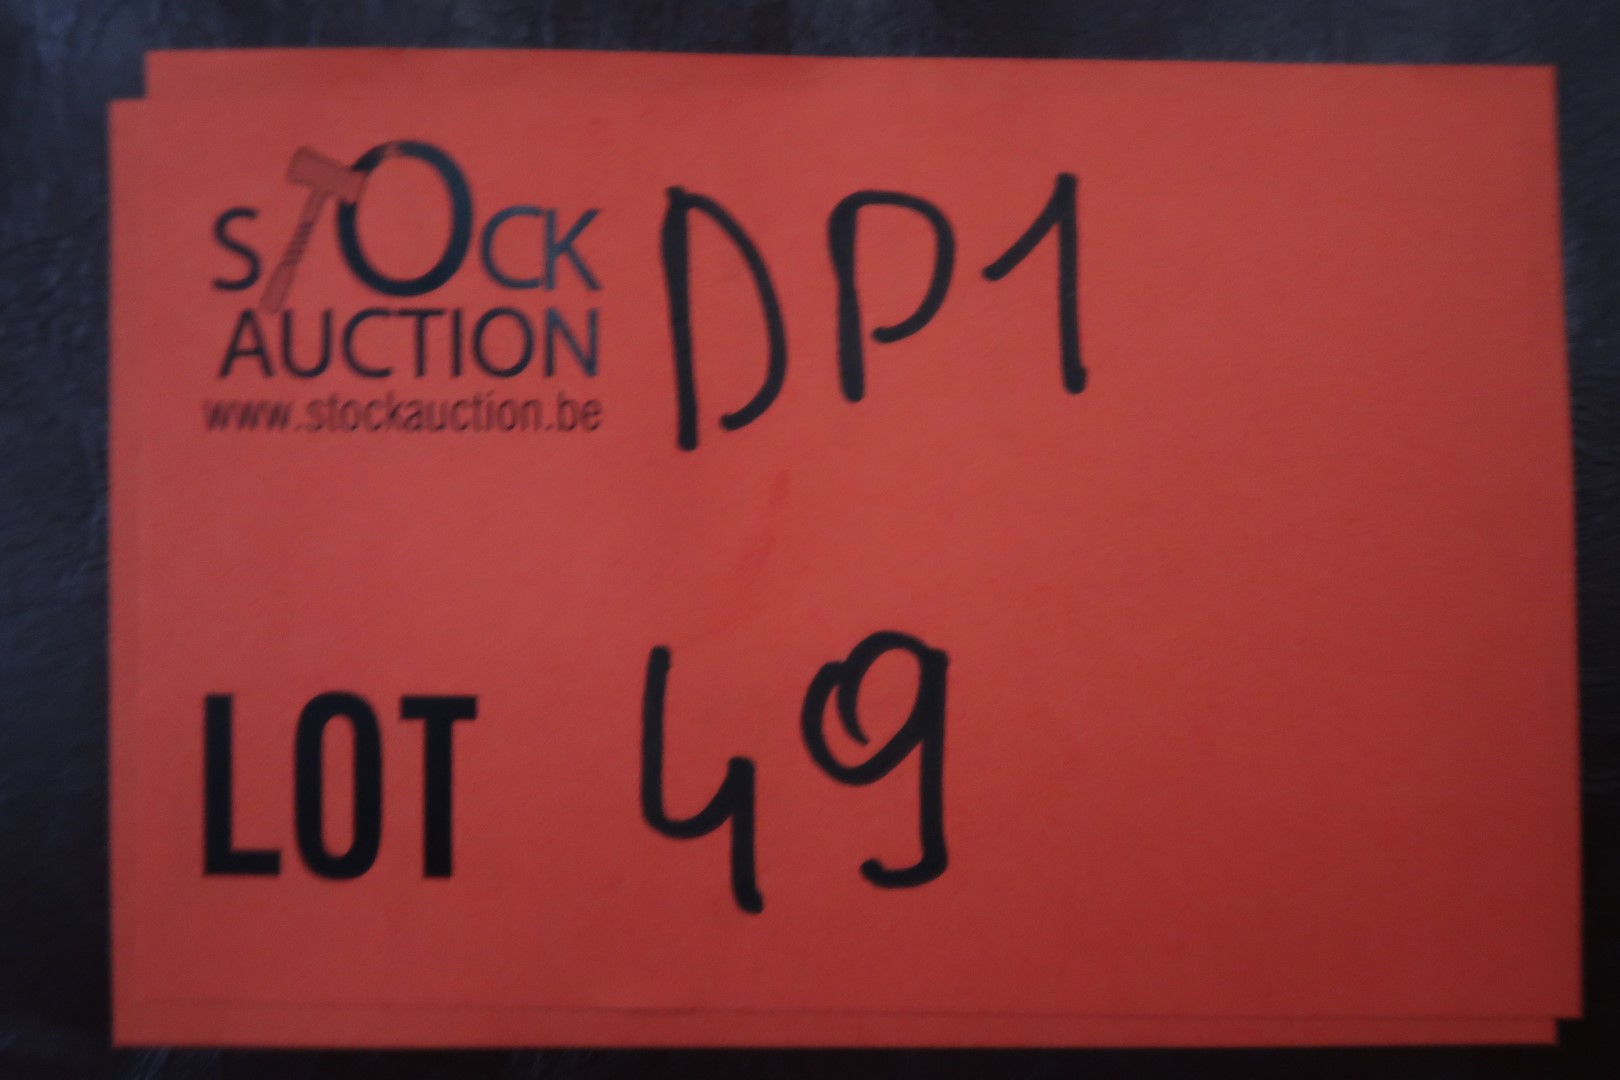 STOCK DP1
AUCTION
www.stockauction.be
LOT 49